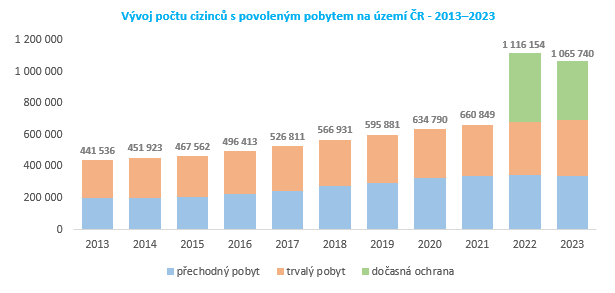 Vývoj počtu cizinců s povoleným pobytem na území ČR - 2013–2023
1 200 000
1 000 000
800 000
600 000
400 000
200 000
0
441 536
451 923
467 562
496 413
526 811
566 931
595 881
634 790
660 849
1 116 154
1 065 740
2013 2014 2015 2016 2017 2018 2019 2020 2021 2022 2023
přechodný pobyt trvalý pobyt dočasná ochrana